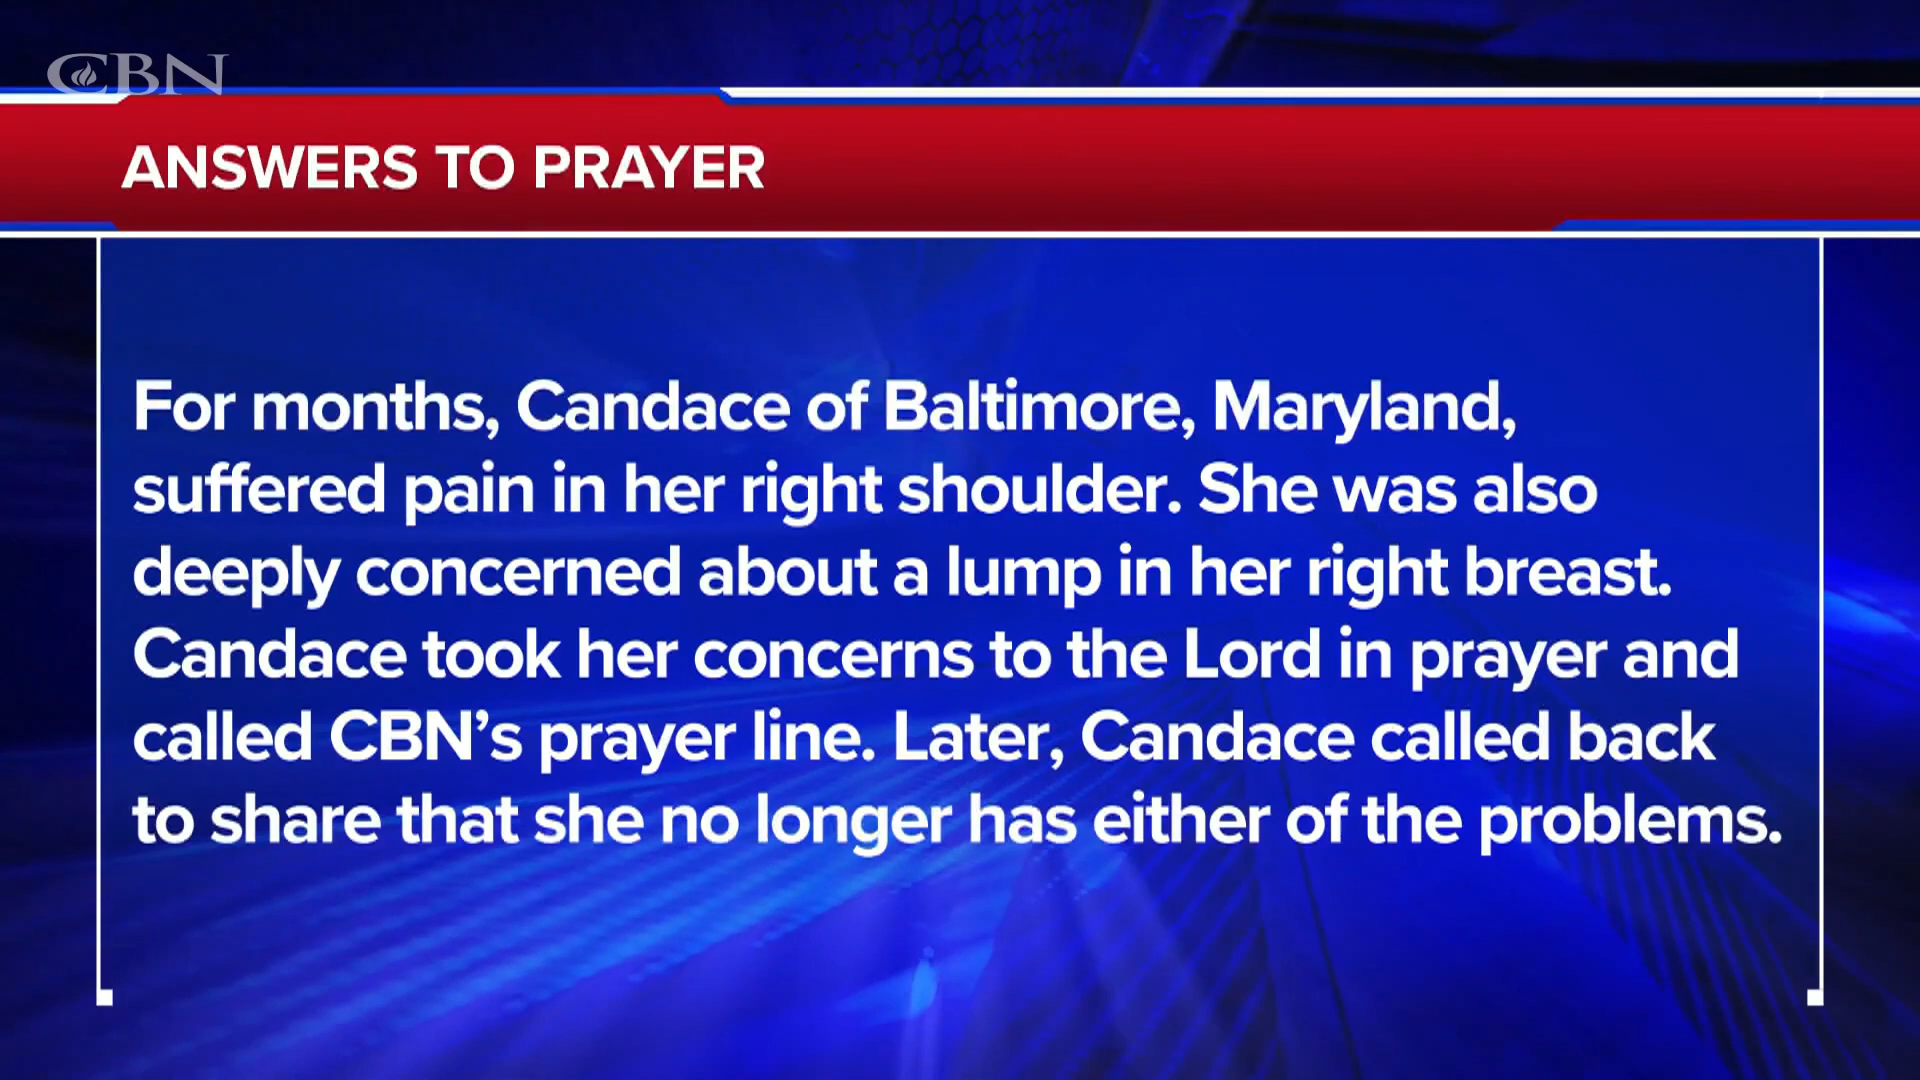 CBN
ANSWERS TO PRAYER
For months, Candace of Baltimore, Maryland,
suffered pain in her right shoulder. She was also
deeply concerned about a lump in her right breast.
Candace took her concerns to the Lord in prayer and
called CBN’s prayer line. Later, Candace called back
to share that she no longer has either of the problems.